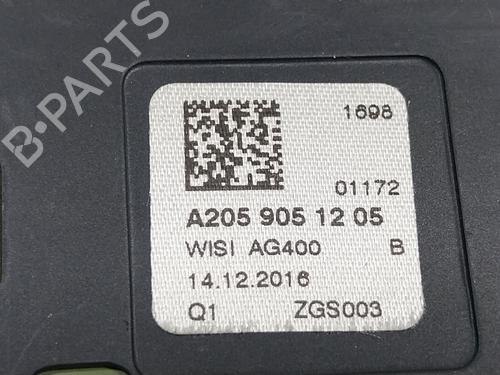 B-PARTS
1698
01172
A205 905 12 05
WISI AG400 B
14.12.2016
Q1 ZGS003